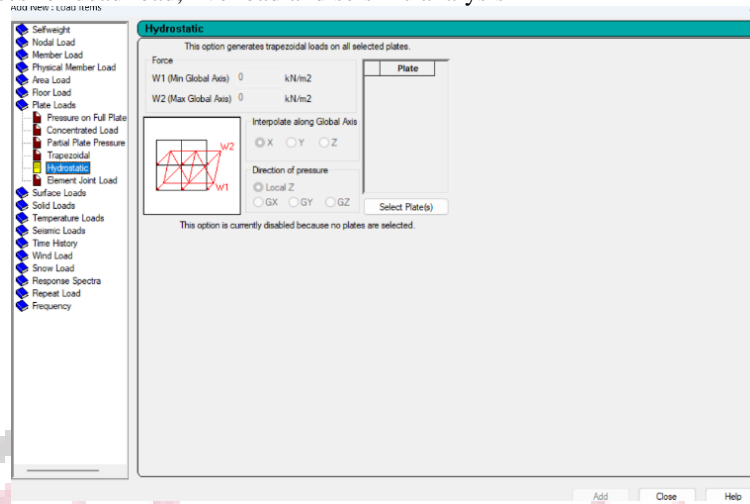 Add New : Load Items
Selfweight
Nodal Load
Member Load
Physical Member Load
Area Load
Floor Load
Plate Loads
Pressure on Full Plate
Concentrated Load
Partial Plate Pressure
Trapezoidal
Hydrostatic
Element Joint Load
Surface Loads
Solid Loads
Temperature Loads
Seismic Loads
Time History
Wind Load
Snow Load
Response Spectra
Repeat Load
Frequency
Hydrostatic
This option generates trapezoidal loads on all selected plates.
Force
W1 (Min Global Axis) 0 kN/m2
W2 (Max Global Axis) 0 kN/m2
W2
W1
Interpolate along Global Axis
X Y Z
Direction of pressure
Local Z
GX GY GZ
Plate
Select Plate(s)
This option is currently disabled because no plates are selected.
Add Close Help